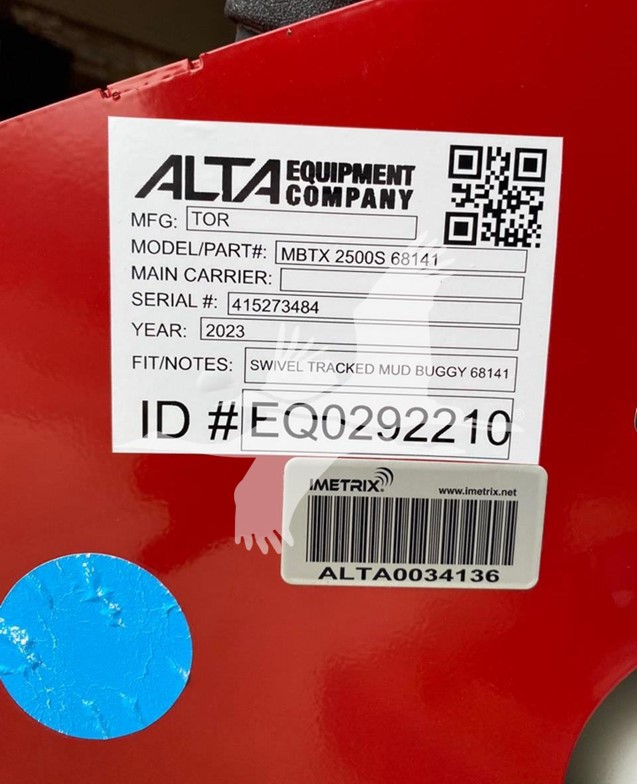 ALTA EQUIPMENT COMPANY
MFG: TOR
MODEL/PART#: MBTX 2500S 68141
MAIN CARRIER:
SERIAL #: 415273484
YEAR: 2023
FIT/NOTES: SWIVEL TRACKED MUD BUGGY 68141
ID # EQ0292210
IMETRIX® www.imetrix.net
ALTA0034136